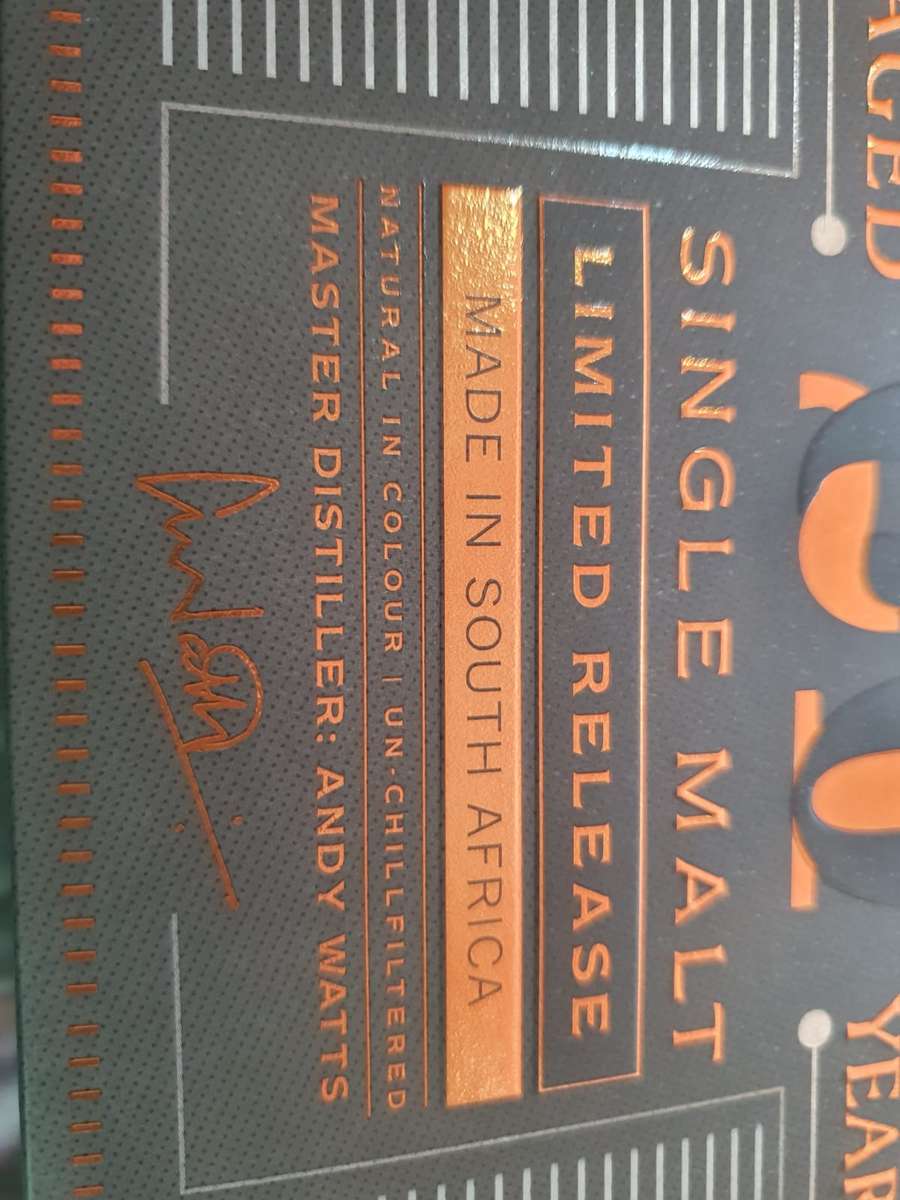 AGED YEAR
SINGLE MALT
LIMITED RELEASE
MADE IN SOUTH AFRICA
NATURAL IN COLOUR | UN-CHILLFILTERED
MASTER DISTILLER: ANDY WATTS